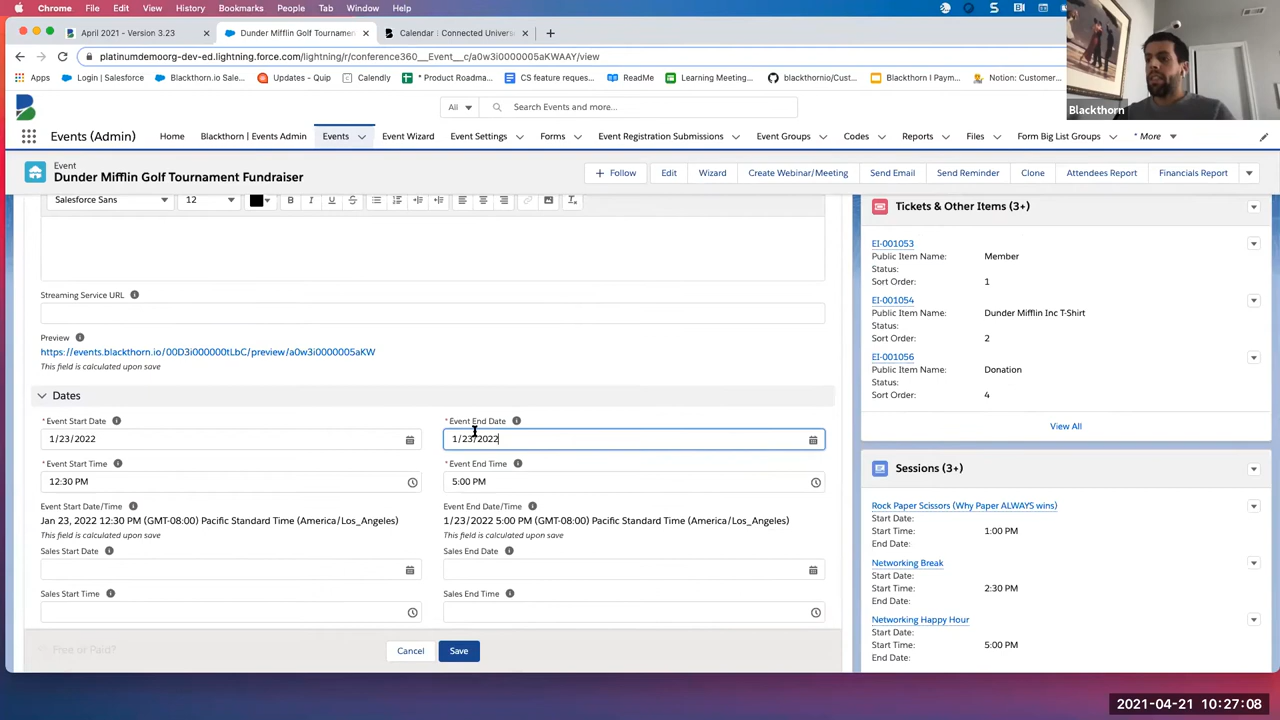 Chrome File Edit View History Bookmarks People Tab Window Help
April 2021 - Version 3.23 × Dunder Mifflin Golf Tournamen × Calendar : Connected Univers × +
platinumdemoorg-dev-ed.lightning.force.com/lightning/r/conference360__Event__c/a0w3i0000005aKWAAY/view
Apps Login | Salesforce Blackthorn.io Sale... Updates - Quip Calendly * Product Roadma... CS feature reques... ReadMe Learning Meeting... blackthornio/Cust... Blackthorn | Paym... Notion: Customer...
Blackthorn
All Search Events and more...
Events (Admin) Home Blackthorn | Events Admin Events Event Wizard Event Settings Forms Event Registration Submissions Event Groups Codes Reports Files Form Big List Groups * More
Event
Dunder Mifflin Golf Tournament Fundraiser
+ Follow Edit Wizard Create Webinar/Meeting Send Email Send Reminder Clone Attendees Report Financials Report
Salesforce Sans 12 B I U S
Streaming Service URL
Preview
https://events.blackthorn.io/00D3i000000tLbC/preview/a0w3i0000005aKW
This field is calculated upon save
Dates
* Event Start Date * Event End Date
1/23/2022 1/23/2022
* Event Start Time * Event End Time
12:30 PM 5:00 PM
Event Start Date/Time Event End Date/Time
Jan 23, 2022 12:30 PM (GMT-08:00) Pacific Standard Time (America/Los_Angeles) 1/23/2022 5:00 PM (GMT-08:00) Pacific Standard Time (America/Los_Angeles)
This field is calculated upon save This field is calculated upon save
Sales Start Date Sales End Date
Sales Start Time Sales End Time
Free or Paid?
Cancel Save
Tickets & Other Items (3+)
EI-001053
Public Item Name: Member
Status:
Sort Order: 1
EI-001054
Public Item Name: Dunder Mifflin Inc T-Shirt
Status:
Sort Order: 2
EI-001056
Public Item Name: Donation
Status:
Sort Order: 4
View All
Sessions (3+)
Rock Paper Scissors (Why Paper ALWAYS wins)
Start Date:
Start Time: 1:00 PM
End Date:
Networking Break
Start Date:
Start Time: 2:30 PM
End Date:
Networking Happy Hour
Start Date:
Start Time: 5:00 PM
End Date:
2021-04-21 10:27:08